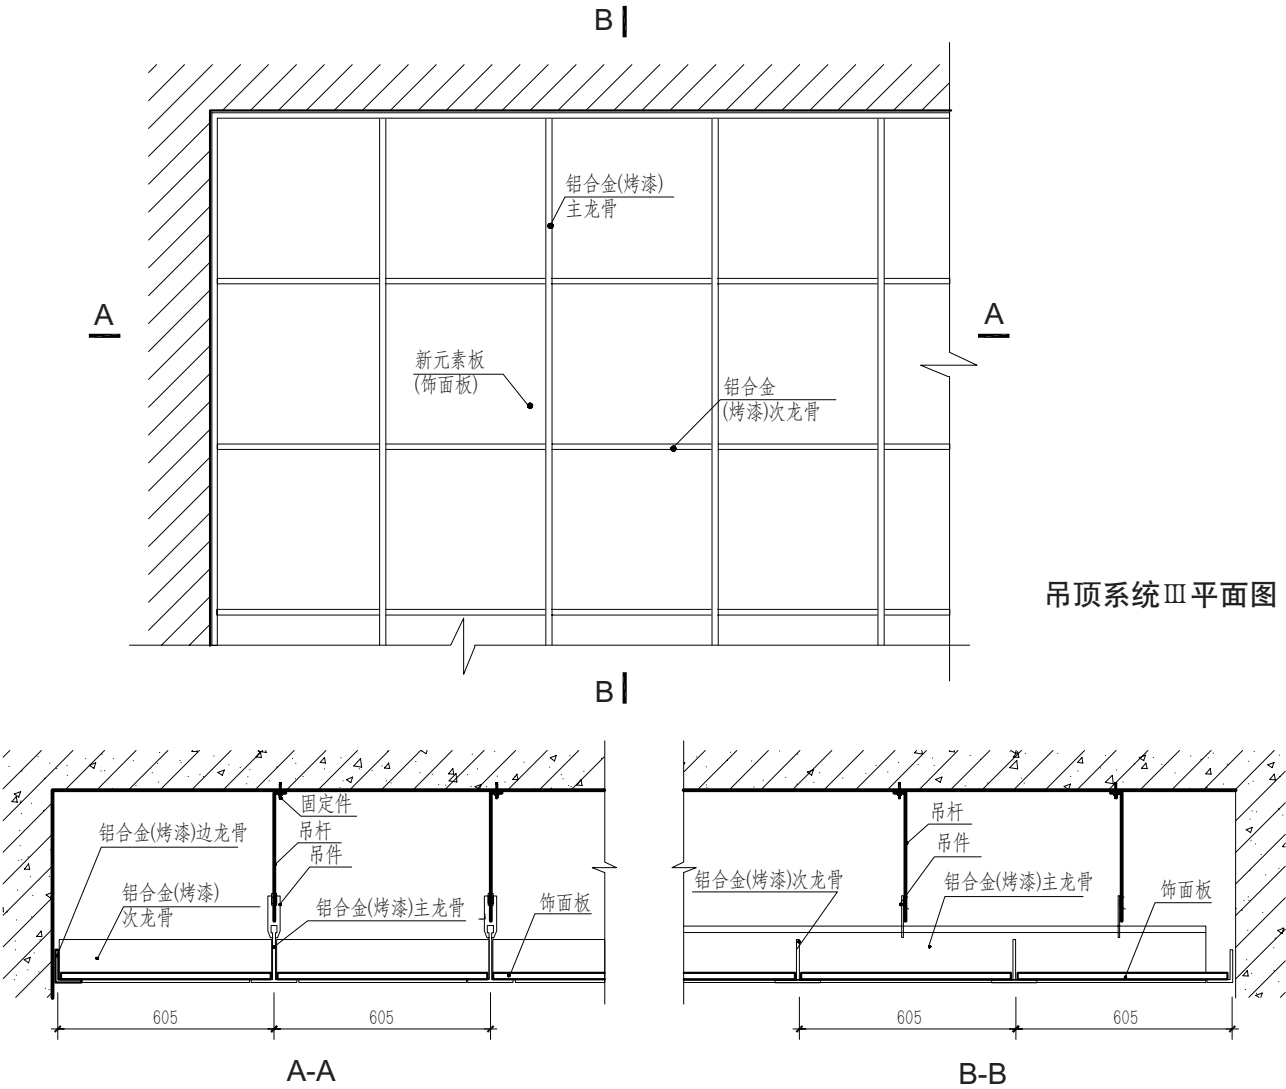 B
铝合金(烤漆)
主龙骨
A
A
新元素板
(饰面板)
铝合金
(烤漆)次龙骨
吊顶系统Ⅲ平面图
B
固定件
吊杆
吊件
铝合金(烤漆)边龙骨
铝合金(烤漆)
次龙骨
铝合金(烤漆)主龙骨
饰面板
605
605
A-A
吊杆
吊件
铝合金(烤漆)次龙骨
铝合金(烤漆)主龙骨
饰面板
605
605
B-B